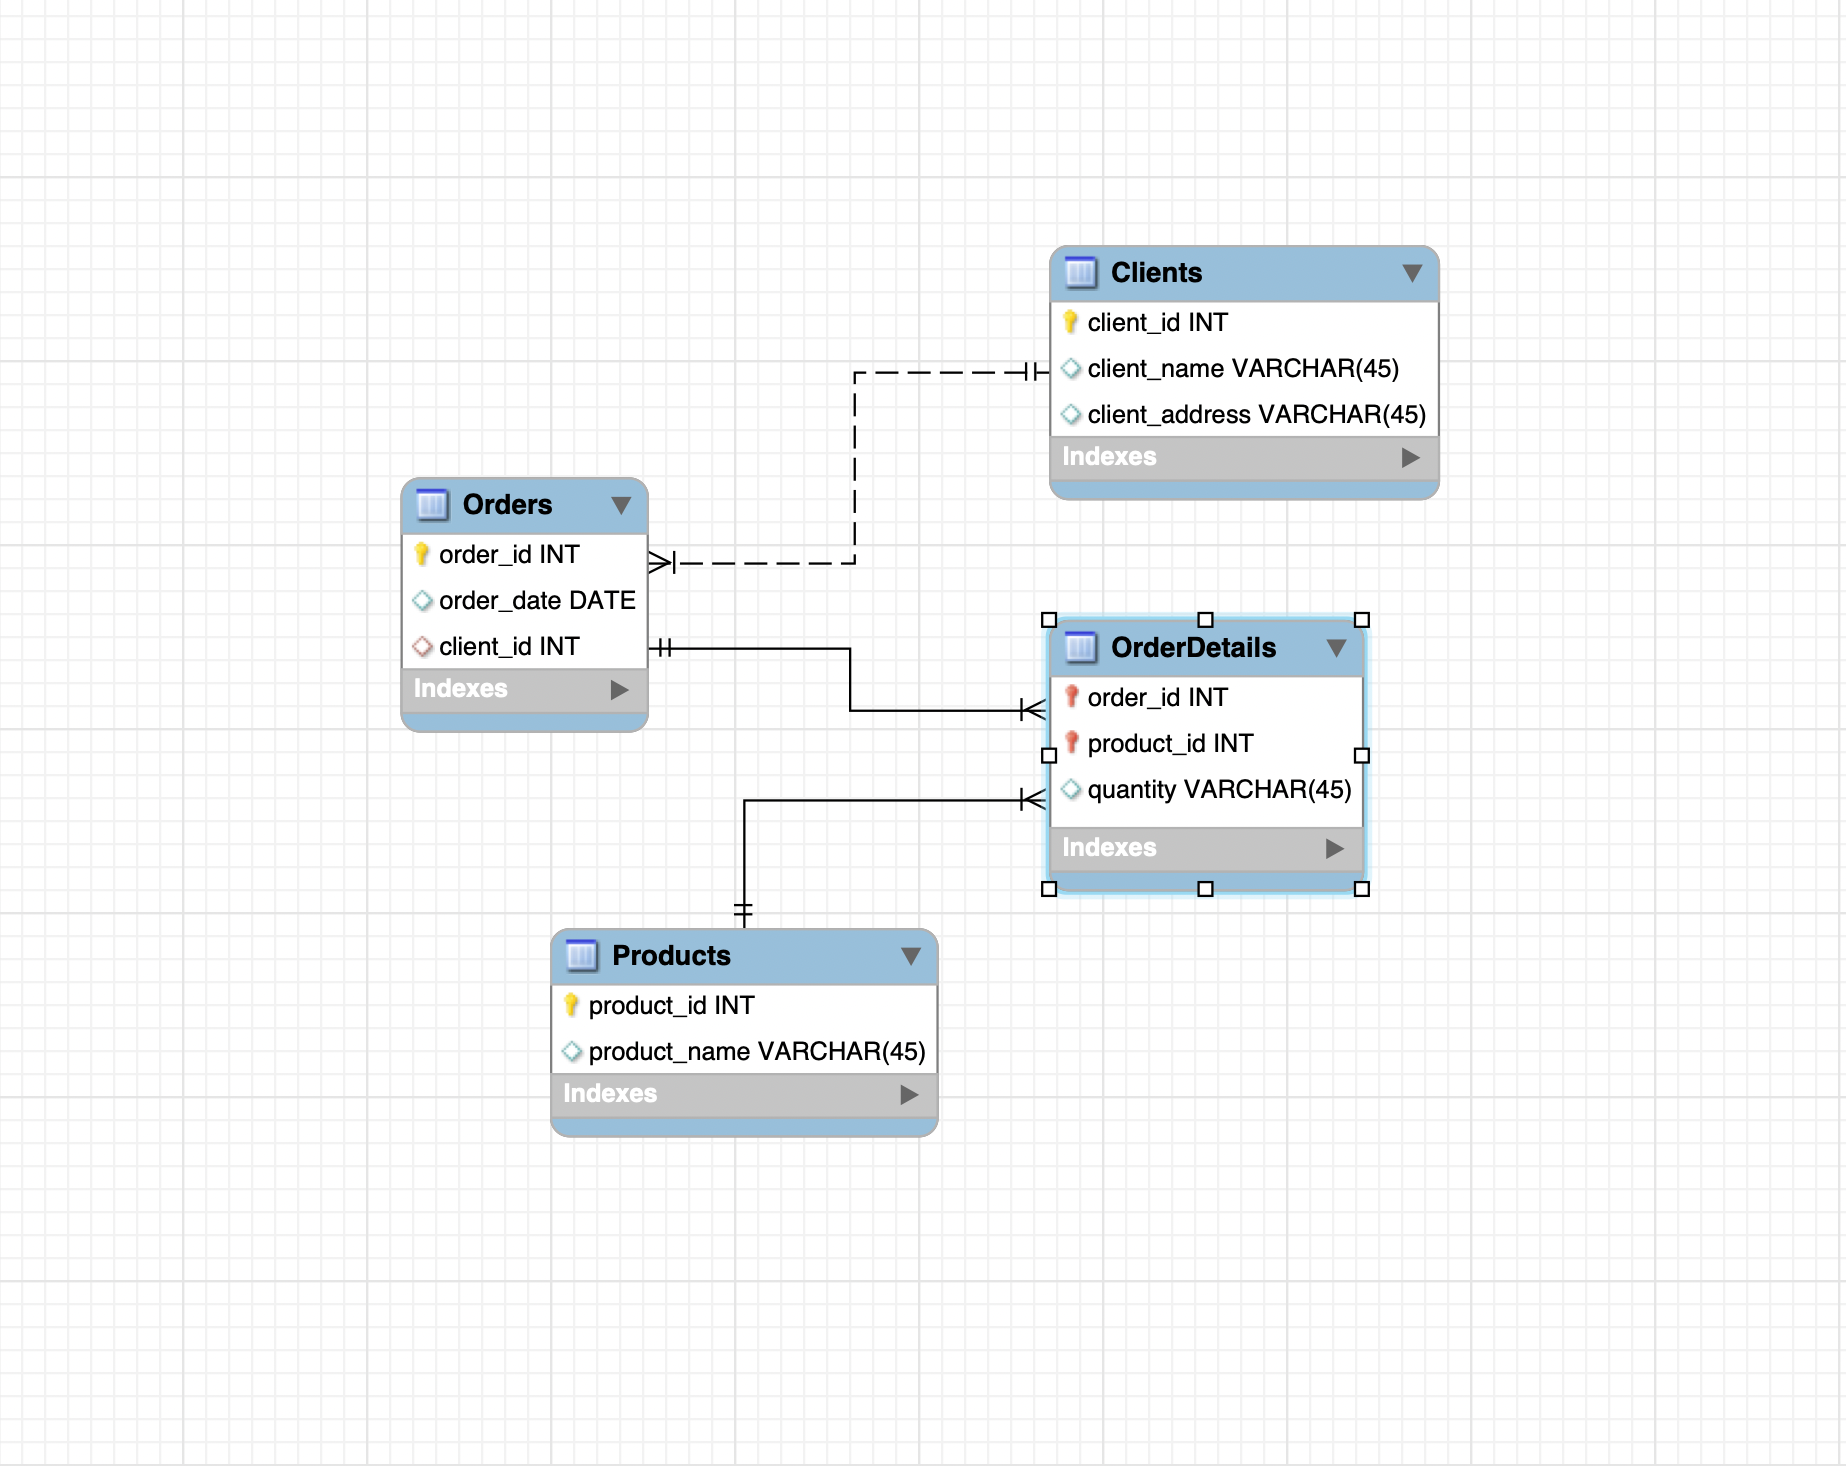 Clients
client_id INT
client_name VARCHAR(45)
client_address VARCHAR(45)
Indexes
Orders
order_id INT
order_date DATE
client_id INT
Indexes
OrderDetails
order_id INT
product_id INT
quantity VARCHAR(45)
Indexes
Products
product_id INT
product_name VARCHAR(45)
Indexes